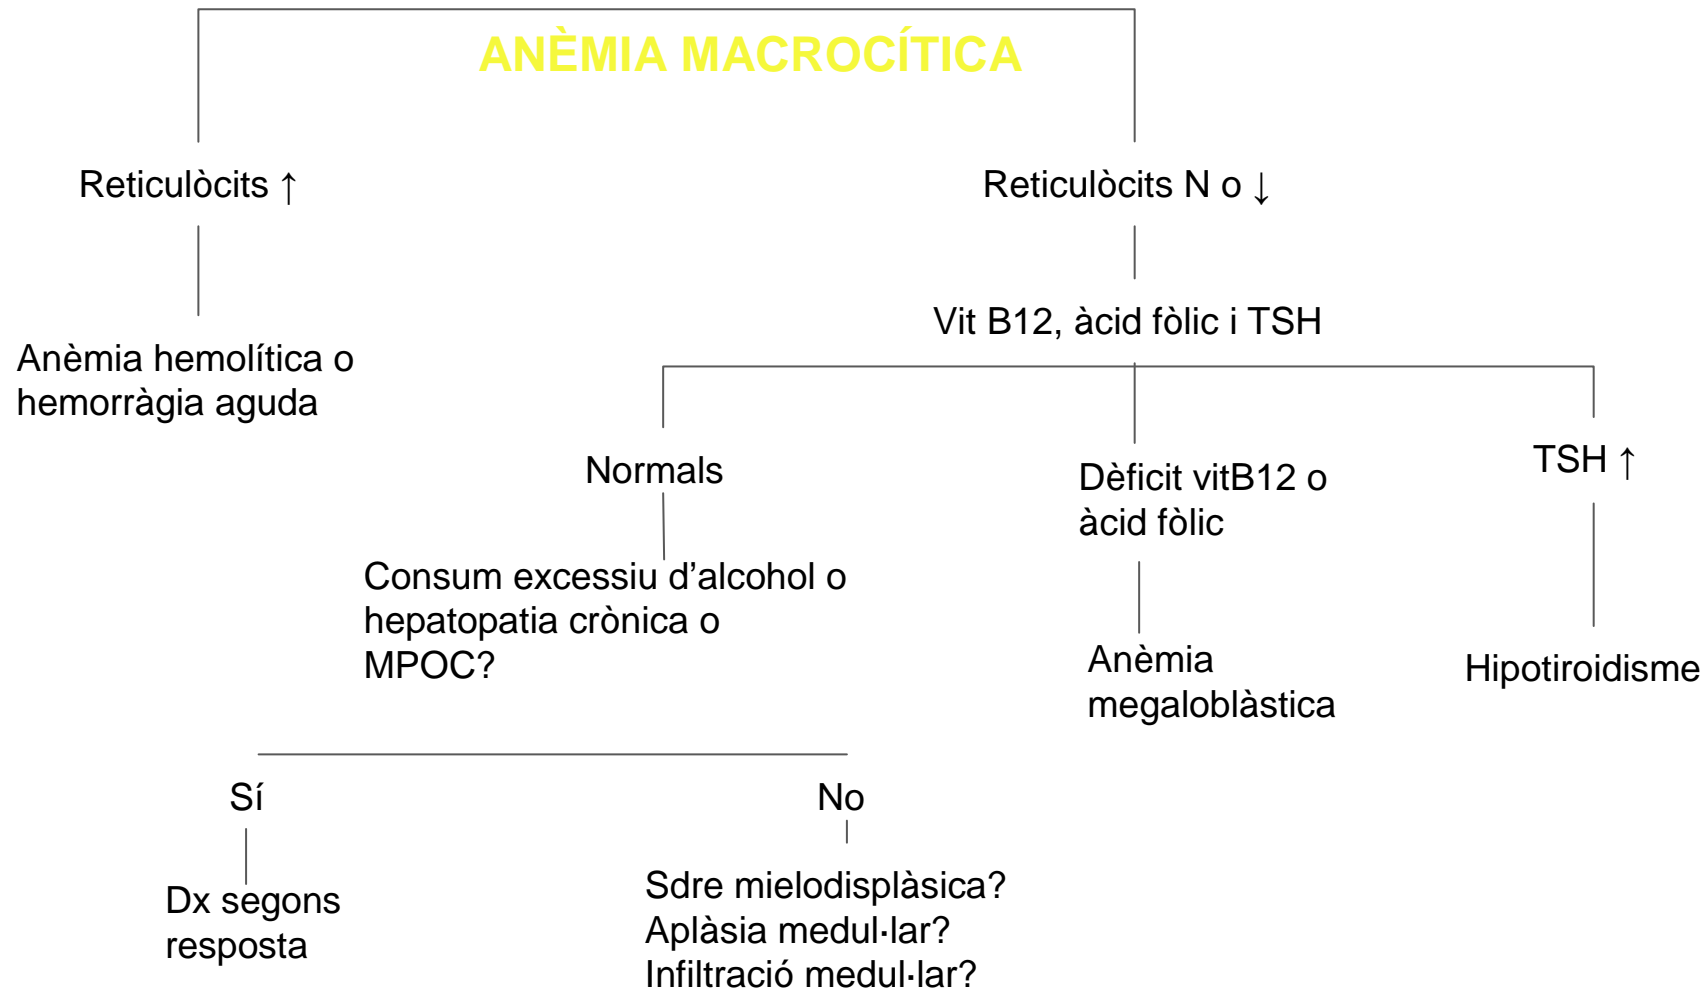 ANÈMIA MACROCÍTICA
Reticulòcits ↑
Reticulòcits N o ↓
Anèmia hemolítica o
hemorràgia aguda
Vit B12, àcid fòlic i TSH
Normals
Dèficit vitB12 o
àcid fòlic
TSH ↑
Consum excessiu d’alcohol o
hepatopatia crònica o
MPOC?
Anèmia
megaloblàstica
Hipotiroidisme
Sí
No
Dx segons
resposta
Sdre mielodisplàsica?
Aplàsia medul·lar?
Infiltració medul·lar?